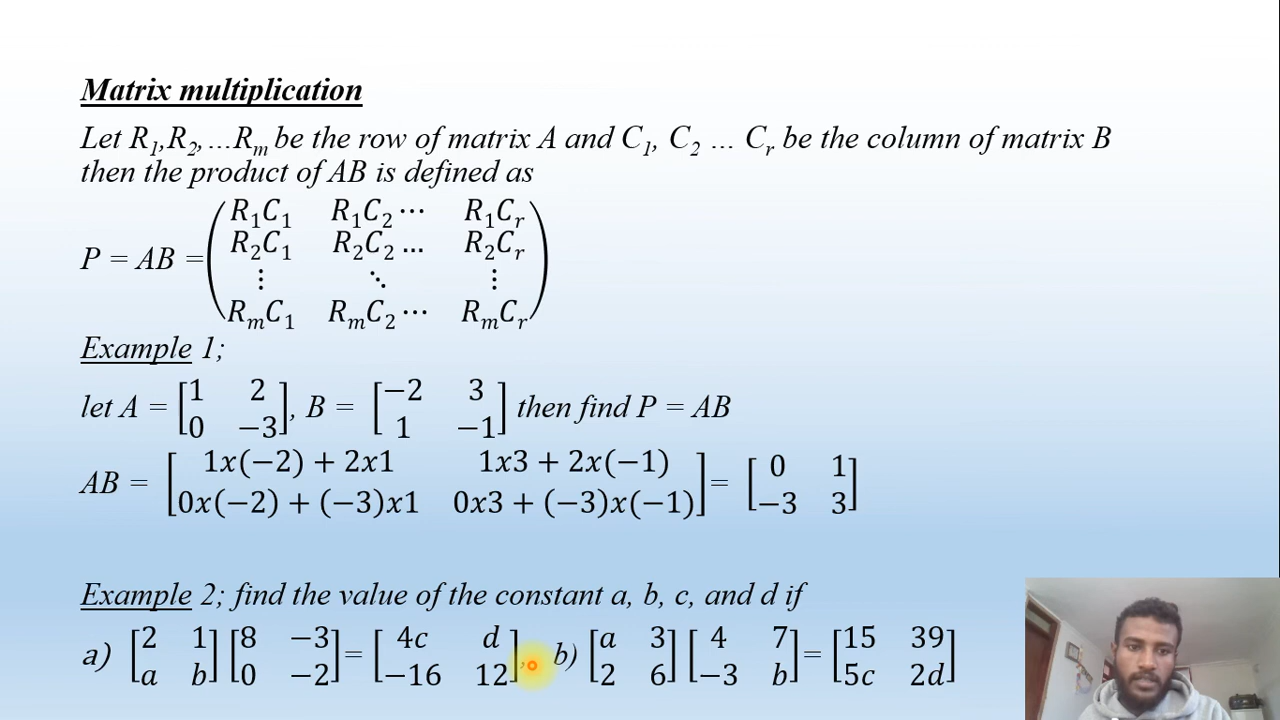 Matrix multiplication
Let R₁,R₂,…Rₘ be the row of matrix A and C₁, C₂ … Cᵣ be the column of matrix B
then the product of AB is defined as
R₁C₁ R₁C₂ ⋯ R₁Cᵣ
R₂C₁ R₂C₂ … R₂Cᵣ
P = AB = ⋮ ⋱ ⋮
RₘC₁ RₘC₂ ⋯ RₘCᵣ
Example 1;
let A = [1 2; 0 −3], B = [−2 3; 1 −1] then find P = AB
AB = [1x(−2) + 2x1 1x3 + 2x(−1); 0x(−2) + (−3)x1 0x3 + (−3)x(−1)] = [0 1; −3 3]
Example 2; find the value of the constant a, b, c, and d if
a) [2 1; a b] [8 −3; 0 −2] = [4c d; −16 12], b) [a 3; 2 6] [4 7; −3 b] = [15 39; 5c 2d]